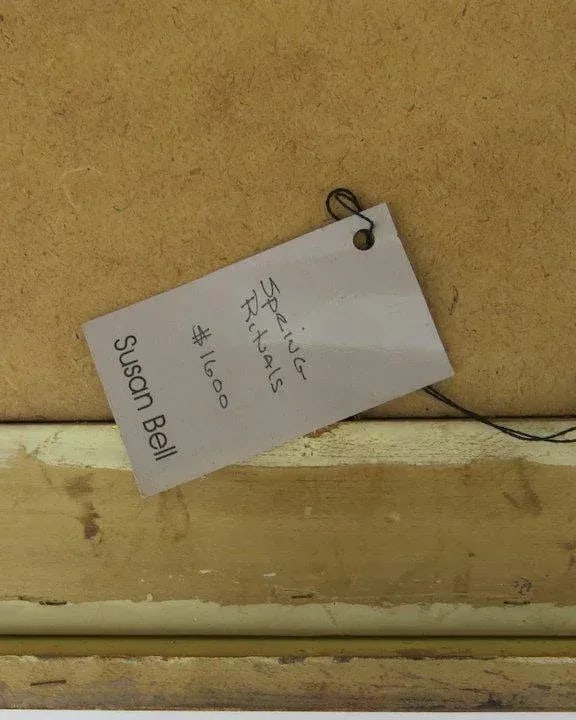 Spring
Rituals
$1600
Susan Bell